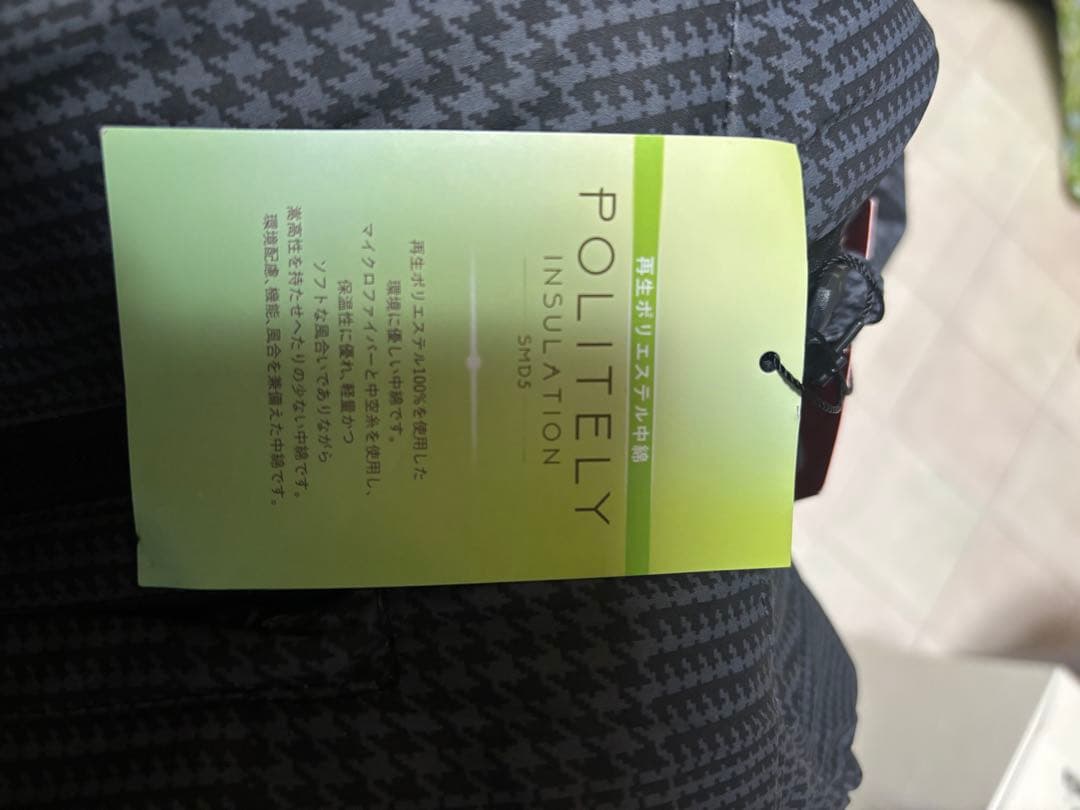 再生ポリエステル中綿
POLITELY
INSULATION
SMD5
再生ポリエステル100%を使用した
環境に優しい中綿です。
マイクロファイバーと中空糸を使用し、
保温性に優れ、軽量かつ
ソフトな風合いでありながら
嵩高性を持たせへたりの少ない中綿です。
環境配慮、機能、風合を兼備えた中綿です。